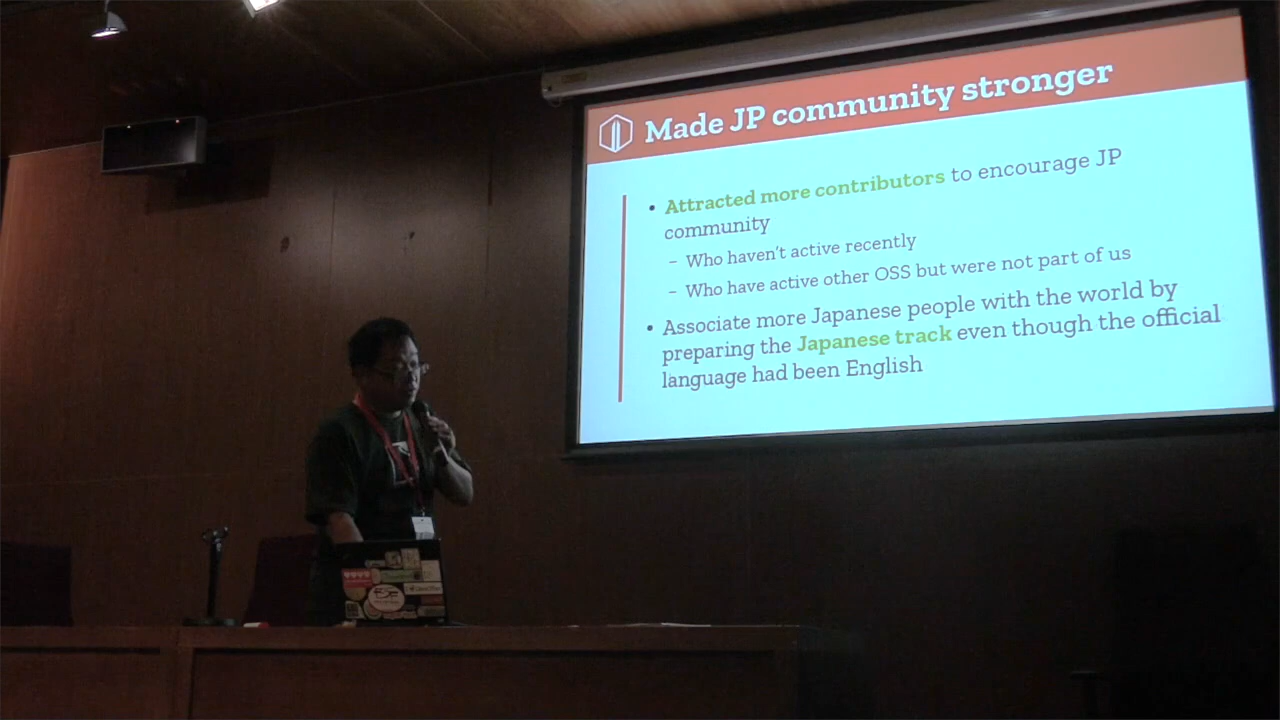 Made JP community stronger
• Attracted more contributors to encourage JP
community
– Who haven't active recently
– Who have active other OSS but were not part of us
• Associate more Japanese people with the world by
preparing the Japanese track even though the official
language had been English